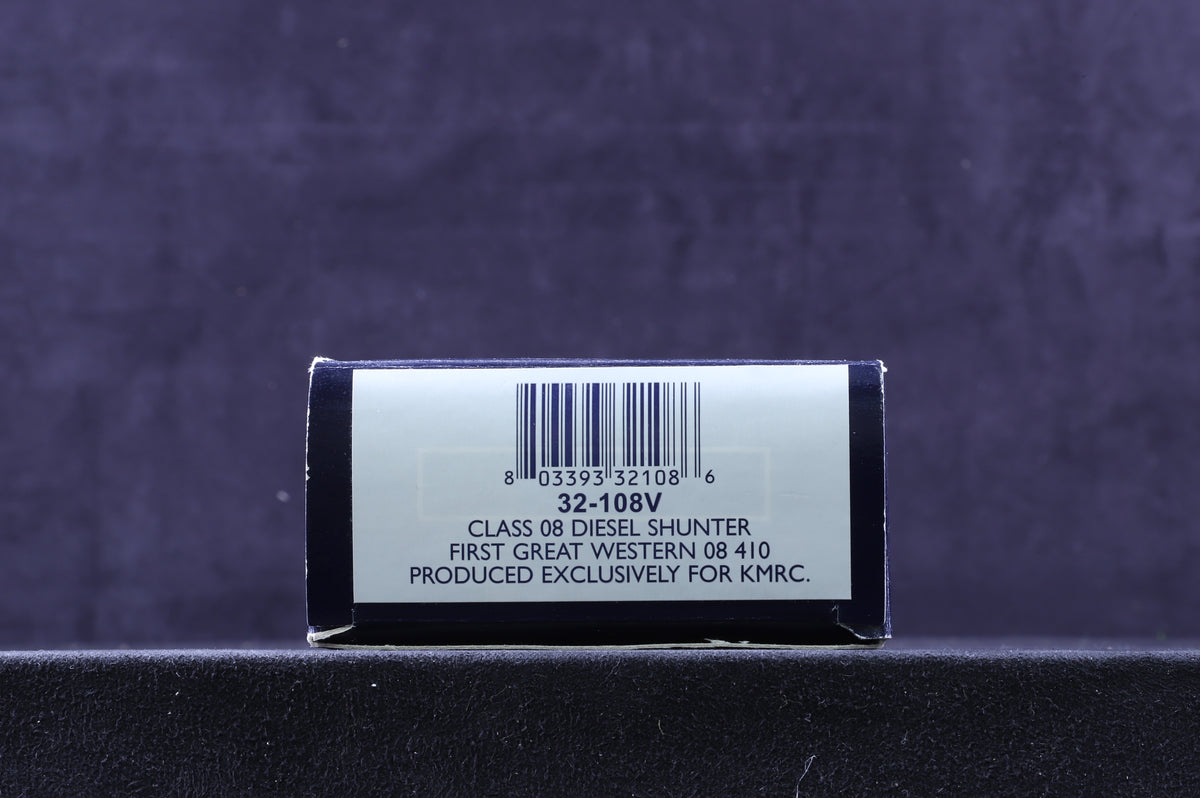 8 03393 32108 6
32-108V
CLASS 08 DIESEL SHUNTER
FIRST GREAT WESTERN 08 410
PRODUCED EXCLUSIVELY FOR KMRC.